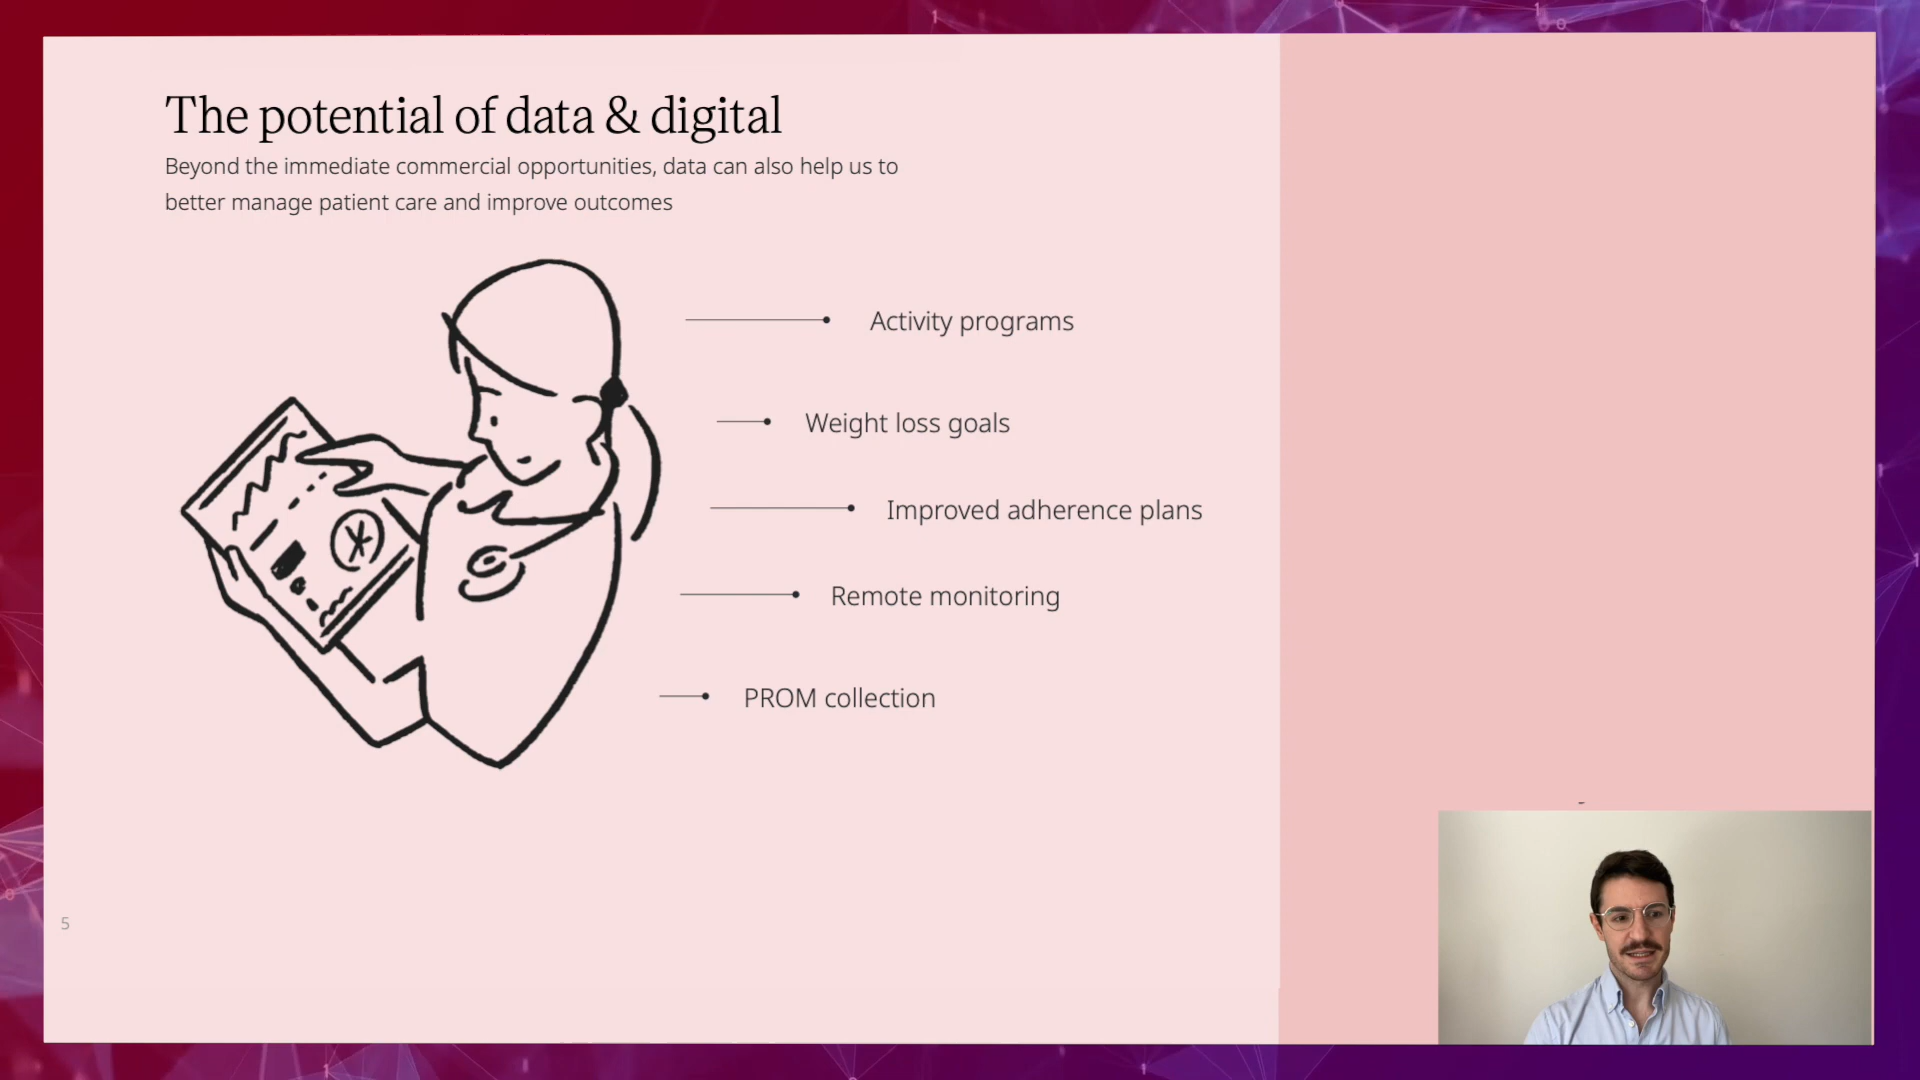 The potential of data & digital
Beyond the immediate commercial opportunities, data can also help us to
better manage patient care and improve outcomes
Activity programs
Weight loss goals
Improved adherence plans
Remote monitoring
PROM collection
5